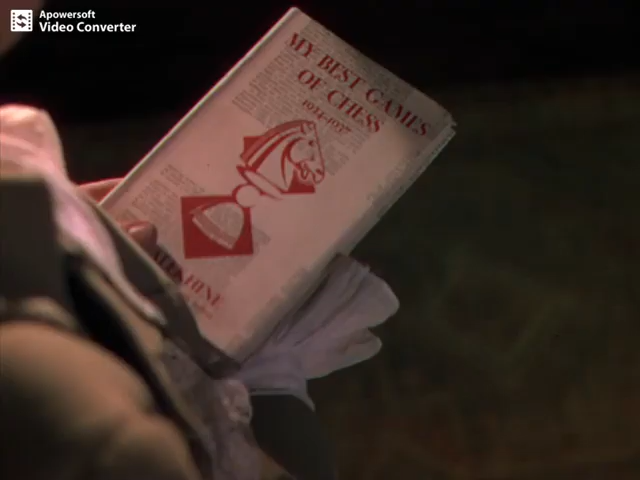 Apowersoft
Video Converter
MY BEST GAMES
OF CHESS
1924-1937